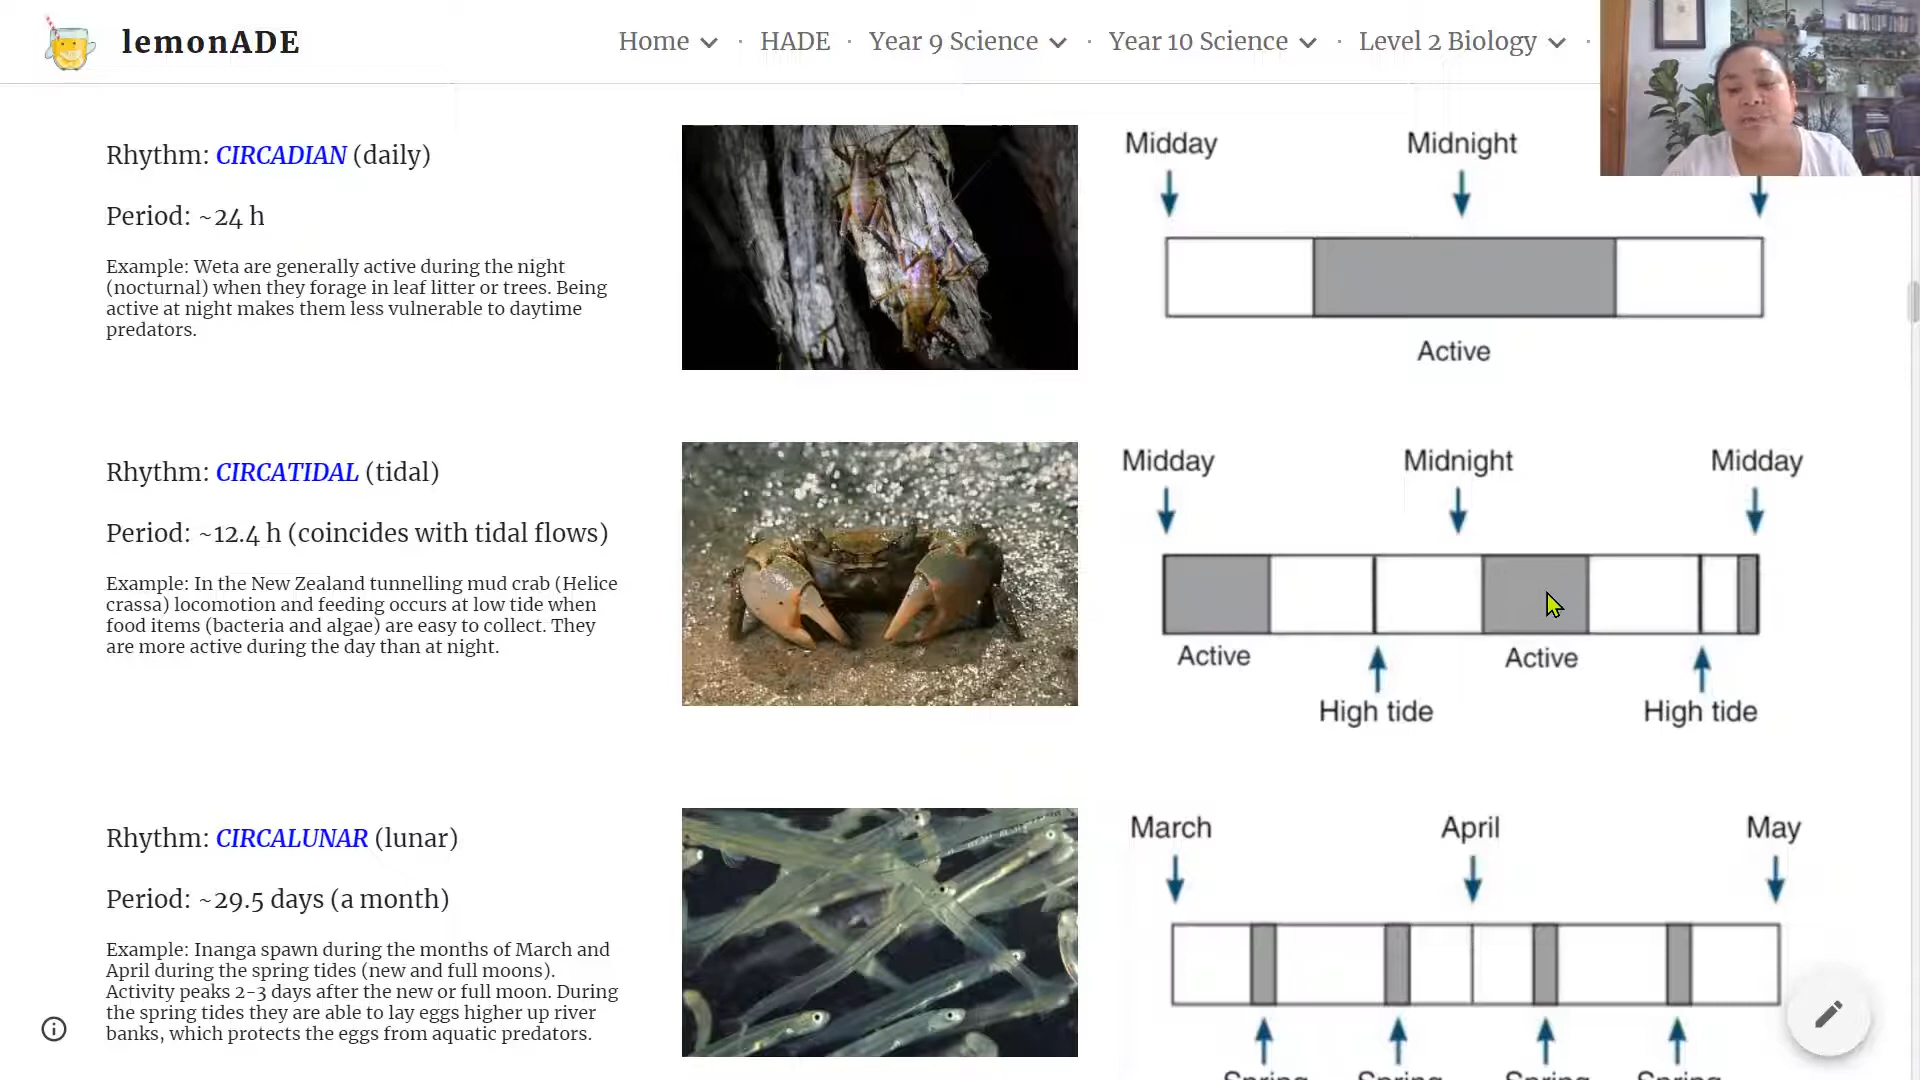 lemonADE
Home · HADE · Year 9 Science · Year 10 Science · Level 2 Biology ·
Rhythm: CIRCADIAN (daily)
Period: ~24 h
Example: Weta are generally active during the night
(nocturnal) when they forage in leaf litter or trees. Being
active at night makes them less vulnerable to daytime
predators.
Midday
Midnight
Active
Rhythm: CIRCATIDAL (tidal)
Period: ~12.4 h (coincides with tidal flows)
Example: In the New Zealand tunnelling mud crab (Helice
crassa) locomotion and feeding occurs at low tide when
food items (bacteria and algae) are easy to collect. They
are more active during the day than at night.
Midday
Midnight
Midday
Active
Active
High tide
High tide
Rhythm: CIRCALUNAR (lunar)
Period: ~29.5 days (a month)
Example: Inanga spawn during the months of March and
April during the spring tides (new and full moons).
Activity peaks 2-3 days after the new or full moon. During
the spring tides they are able to lay eggs higher up river
banks, which protects the eggs from aquatic predators.
March
April
May
Spring
Spring
Spring
Spring